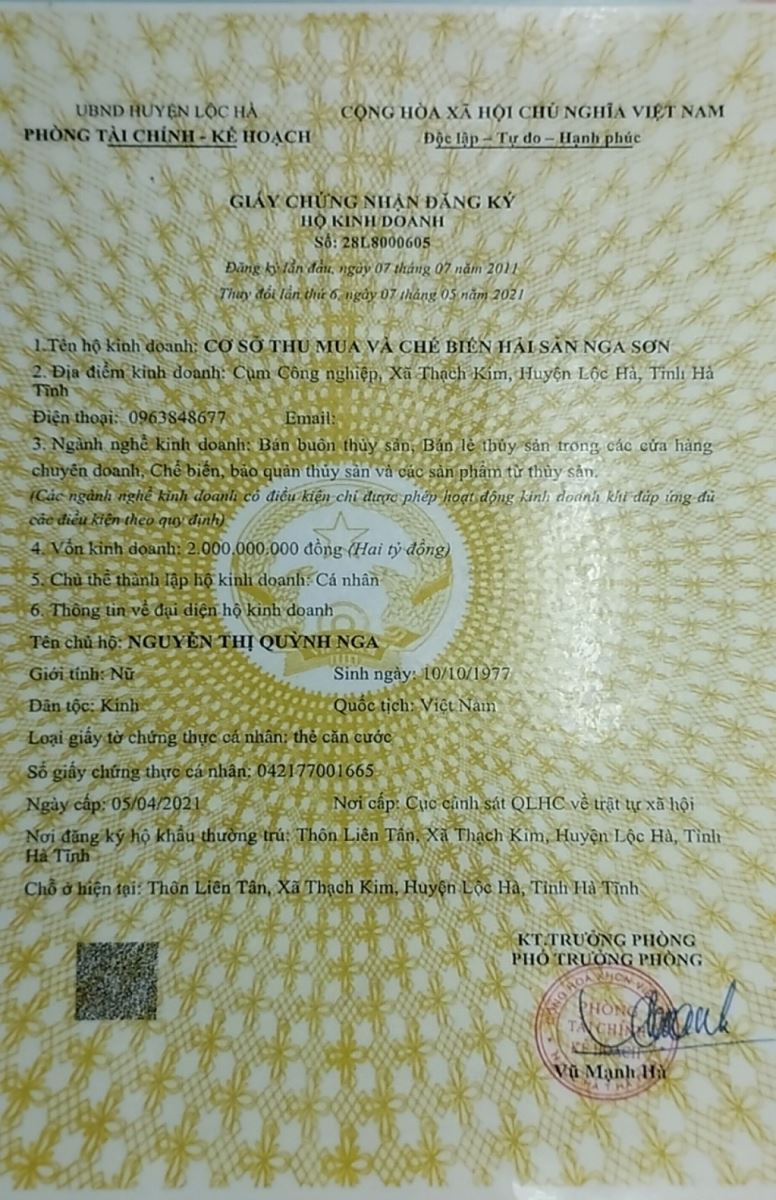 UBND HUYỆN LỘC HÀ
PHÒNG TÀI CHÍNH - KẾ HOẠCH
CỘNG HÒA XÃ HỘI CHỦ NGHĨA VIỆT NAM
Độc lập – Tự do – Hạnh phúc
GIẤY CHỨNG NHẬN ĐĂNG KÝ
HỘ KINH DOANH
Số: 28L8000605
Đăng ký lần đầu, ngày 07 tháng 07 năm 2011
Thay đổi lần thứ 6, ngày 07 tháng 05 năm 2021
1.Tên hộ kinh doanh: CƠ SỞ THU MUA VÀ CHẾ BIẾN HẢI SẢN NGA SƠN
2. Địa điểm kinh doanh: Cụm Công nghiệp, Xã Thạch Kim, Huyện Lộc Hà, Tỉnh Hà
Tĩnh
Điện thoại: 0963848677 Email:
3. Ngành nghề kinh doanh: Bán buôn thủy sản, Bán lẻ thủy sản trong các cửa hàng
chuyên doanh, Chế biến, bảo quản thủy sản và các sản phẩm từ thủy sản.
(Các ngành nghề kinh doanh có điều kiện chỉ được phép hoạt động kinh doanh khi đáp ứng đủ
các điều kiện theo quy định)
4. Vốn kinh doanh: 2.000.000.000 đồng (Hai tỷ đồng)
5. Chủ thể thành lập hộ kinh doanh: Cá nhân
6. Thông tin về đại diện hộ kinh doanh
Tên chủ hộ: NGUYỄN THỊ QUỲNH NGA
Giới tính: Nữ Sinh ngày: 10/10/1977
Dân tộc: Kinh Quốc tịch: Việt Nam
Loại giấy tờ chứng thực cá nhân: thẻ căn cước
Số giấy chứng thực cá nhân: 042177001665
Ngày cấp: 05/04/2021 Nơi cấp: Cục cảnh sát QLHC về trật tự xã hội
Nơi đăng ký hộ khẩu thường trú: Thôn Liên Tân, Xã Thạch Kim, Huyện Lộc Hà, Tỉnh
Hà Tĩnh
Chỗ ở hiện tại: Thôn Liên Tân, Xã Thạch Kim, Huyện Lộc Hà, Tỉnh Hà Tĩnh
KT.TRƯỞNG PHÒNG
PHÓ TRƯỞNG PHÒNG
PHÒNG
TÀI CHÍNH
KẾ HOẠCH
Vũ Mạnh Hà